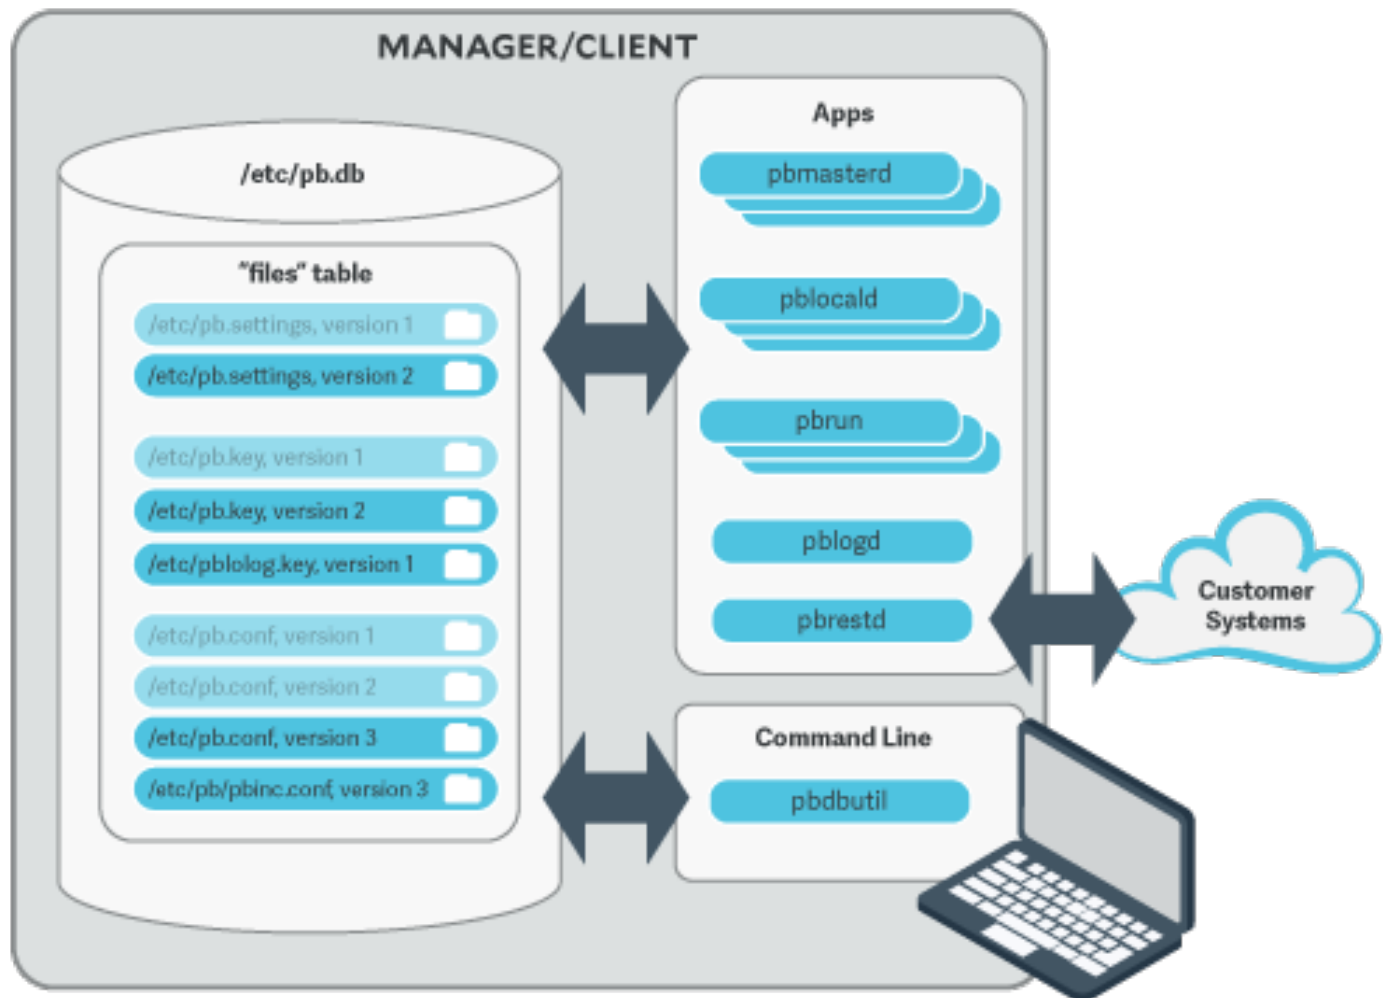 MANAGER/CLIENT
/etc/pb.db
"files" table
/etc/pb.settings, version 1
/etc/pb.settings, version 2
/etc/pb.key, version 1
/etc/pb.key, version 2
/etc/pblolog.key, version 1
/etc/pb.conf, version 1
/etc/pb.conf, version 2
/etc/pb.conf, version 3
/etc/pb/pbinc.conf, version 3
Apps
pbmasterd
pblocald
pbrun
pblogd
pbrestd
Command Line
pbdbutil
Customer
Systems